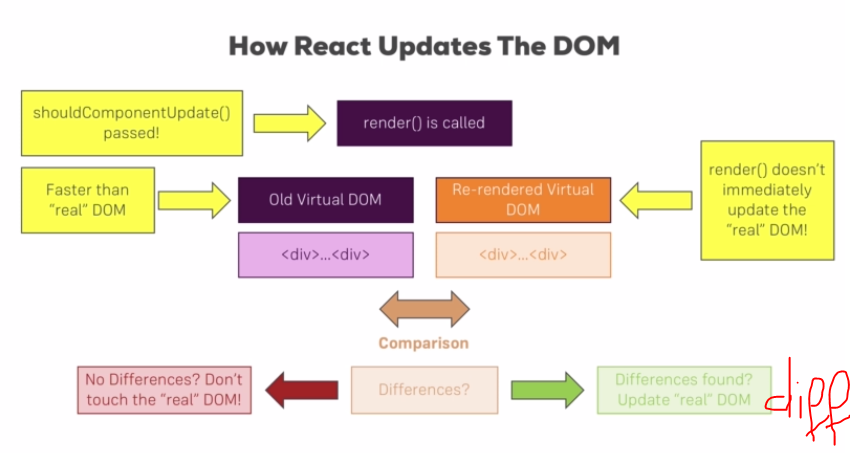 How React Updates The DOM
shouldComponentUpdate()
passed!
render() is called
Faster than
“real” DOM
Old Virtual DOM
Re-rendered Virtual
DOM
render() doesn’t
immediately
update the
“real” DOM!
<div>...<div>
<div>...<div>
Comparison
No Differences? Don’t
touch the “real” DOM!
Differences?
Differences found?
Update “real” DOM
diff